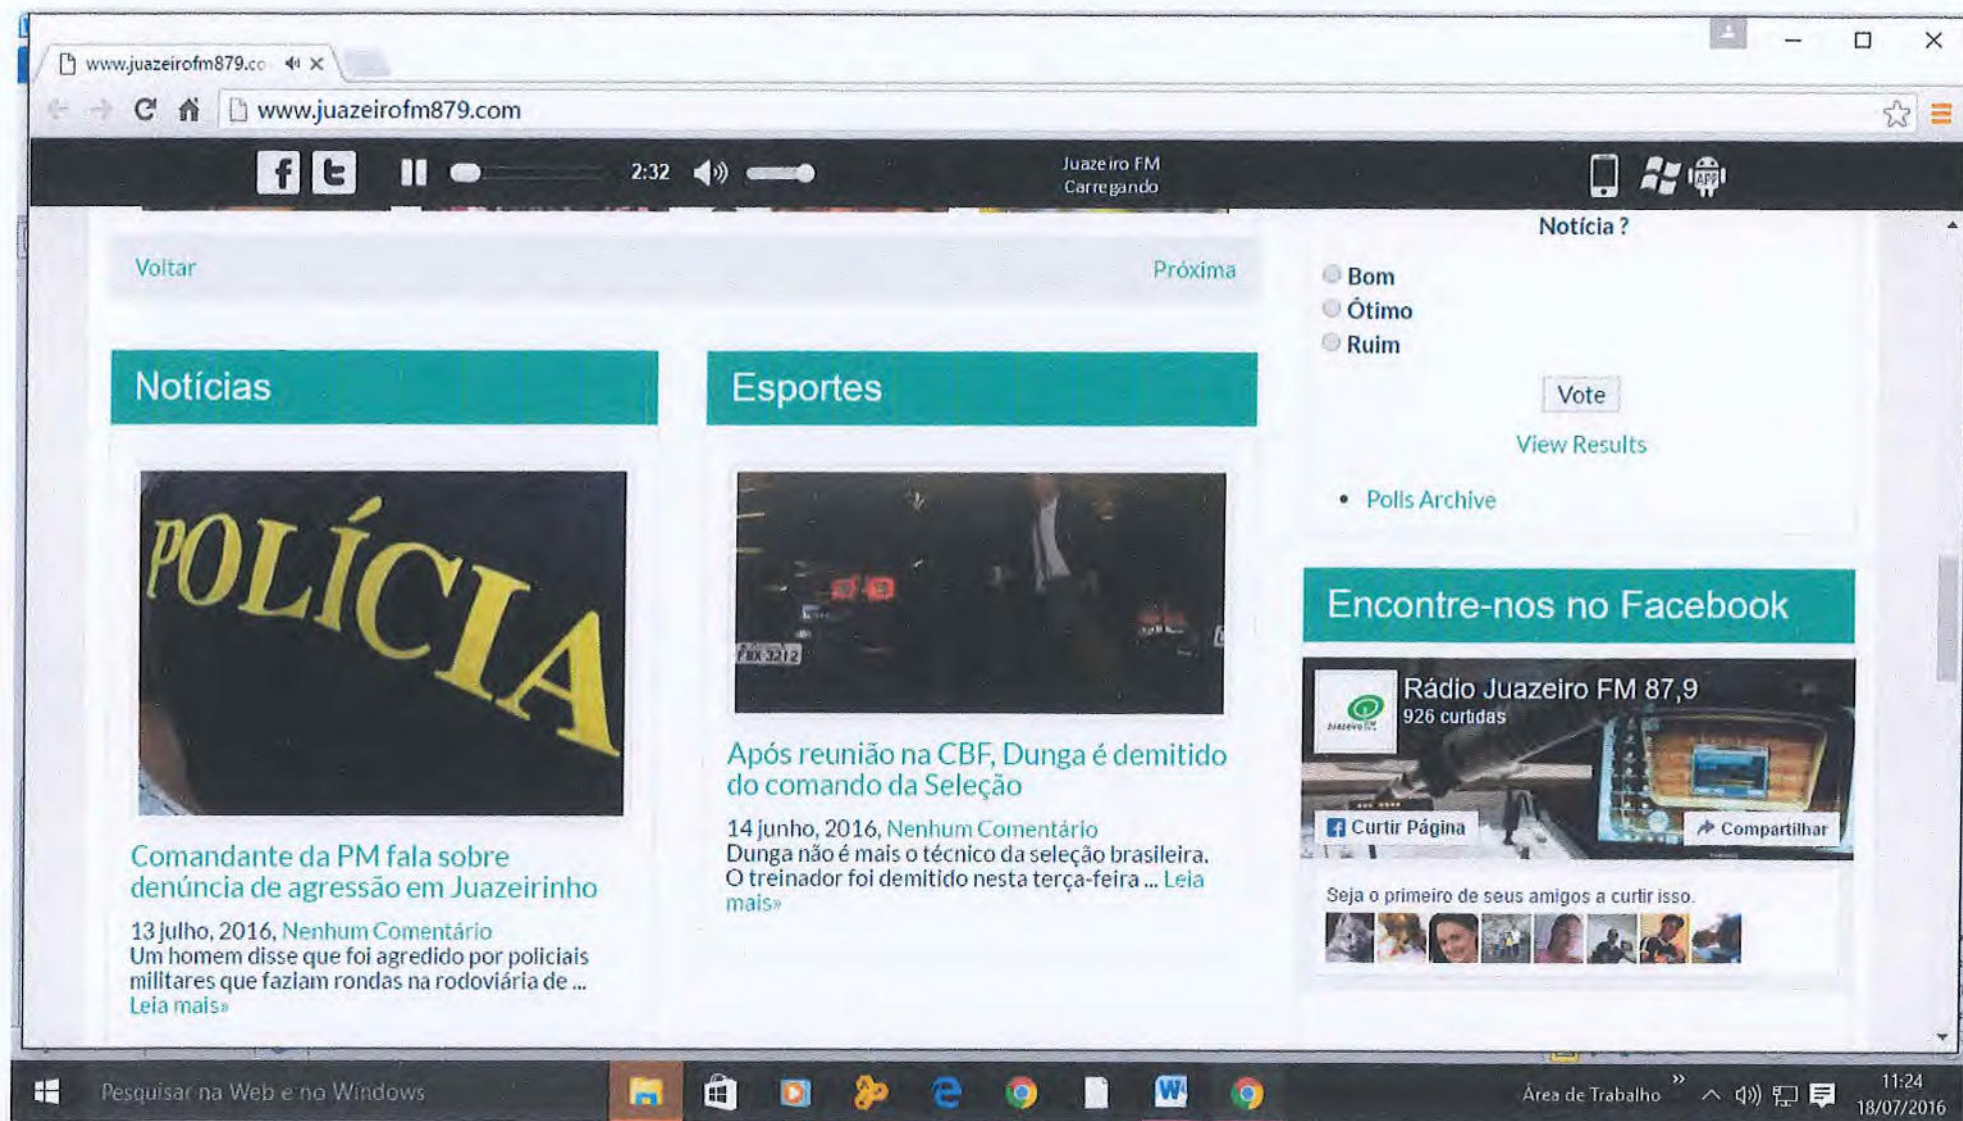 www.juazeirofm879.co
www.juazeirofm879.com
2:32
Juazeiro FM
Carregando
APP
Voltar
Próxima
Notícia ?
Bom
Ótimo
Ruim
Vote
View Results
Polls Archive
Notícias
POLÍCIA
Comandante da PM fala sobre
denúncia de agressão em Juazeirinho
13 julho, 2016, Nenhum Comentário
Um homem disse que foi agredido por policiais
militares que faziam rondas na rodoviária de ...
Leia mais»
Esportes
FBX-3212
Após reunião na CBF, Dunga é demitido
do comando da Seleção
14 junho, 2016, Nenhum Comentário
Dunga não é mais o técnico da seleção brasileira.
O treinador foi demitido nesta terça-feira ... Leia
mais»
Encontre-nos no Facebook
Rádio Juazeiro FM 87,9
926 curtidas
Juazeiro FM
Curtir Página
Compartilhar
Seja o primeiro de seus amigos a curtir isso.
Pesquisar na Web e no Windows
Área de Trabalho
11:24
18/07/2016